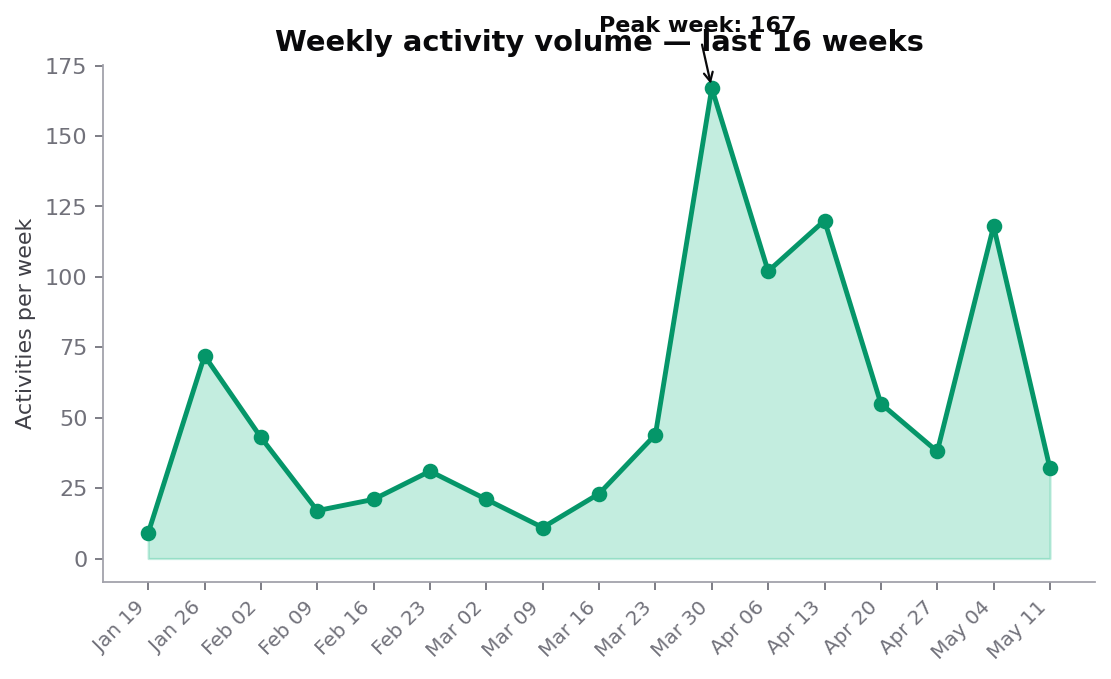 Peak week: 167
Weekly activity volume — last 16 weeks
Activities per week
175
150
125
100
75
50
25
0
Jan 19
Jan 26
Feb 02
Feb 09
Feb 16
Feb 23
Mar 02
Mar 09
Mar 16
Mar 23
Mar 30
Apr 06
Apr 13
Apr 20
Apr 27
May 04
May 11